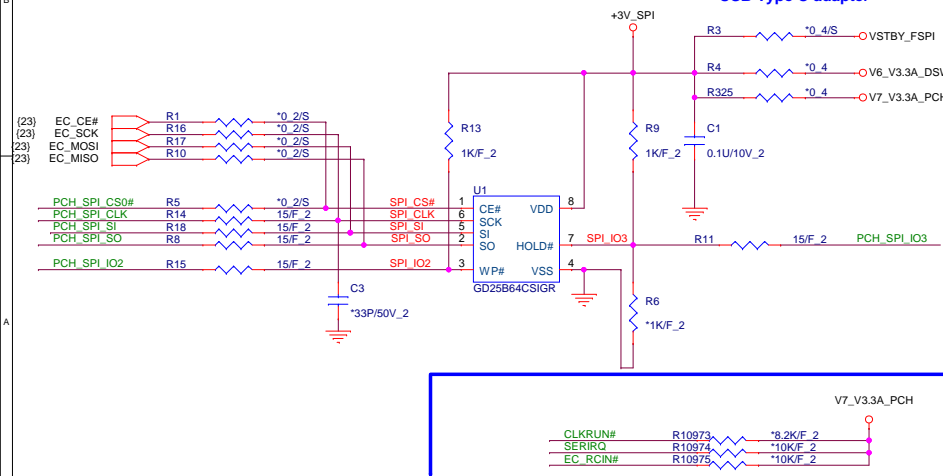 B
+3V_SPI
R3 *0_4/S VSTBY_FSPI
R4 *0_4
R325 *0_4
{23} EC_CE# R1 *0_2/S
{23} EC_SCK R16 *0_2/S
{23} EC_MOSI R17 *0_2/S
{23} EC_MISO R10 *0_2/S
R13
1K/F_2
R9
1K/F_2
C1
0.1U/10V_2
U1
PCH_SPI_CS0# R5 *0_2/S SPI_CS# 1 CE# VDD 8
PCH_SPI_CLK R14 15/F_2 SPI_CLK 6 SCK
PCH_SPI_SI R18 15/F_2 SPI_SI 5 SI
PCH_SPI_SO R8 15/F_2 SPI_SO 2 SO HOLD# 7 SPI_IO3 R11 15/F_2 PCH_SPI_IO3
PCH_SPI_IO2 R15 15/F_2 SPI_IO2 3 WP# VSS 4
GD25B64CSIGR
C3
*33P/50V_2
R6
*1K/F_2
A
V7_V3.3A_PCH
CLKRUN# R10973 *8.2K/F_2
SERIRQ R10974 *10K/F_2
EC_RCIN# R10975 *10K/F_2